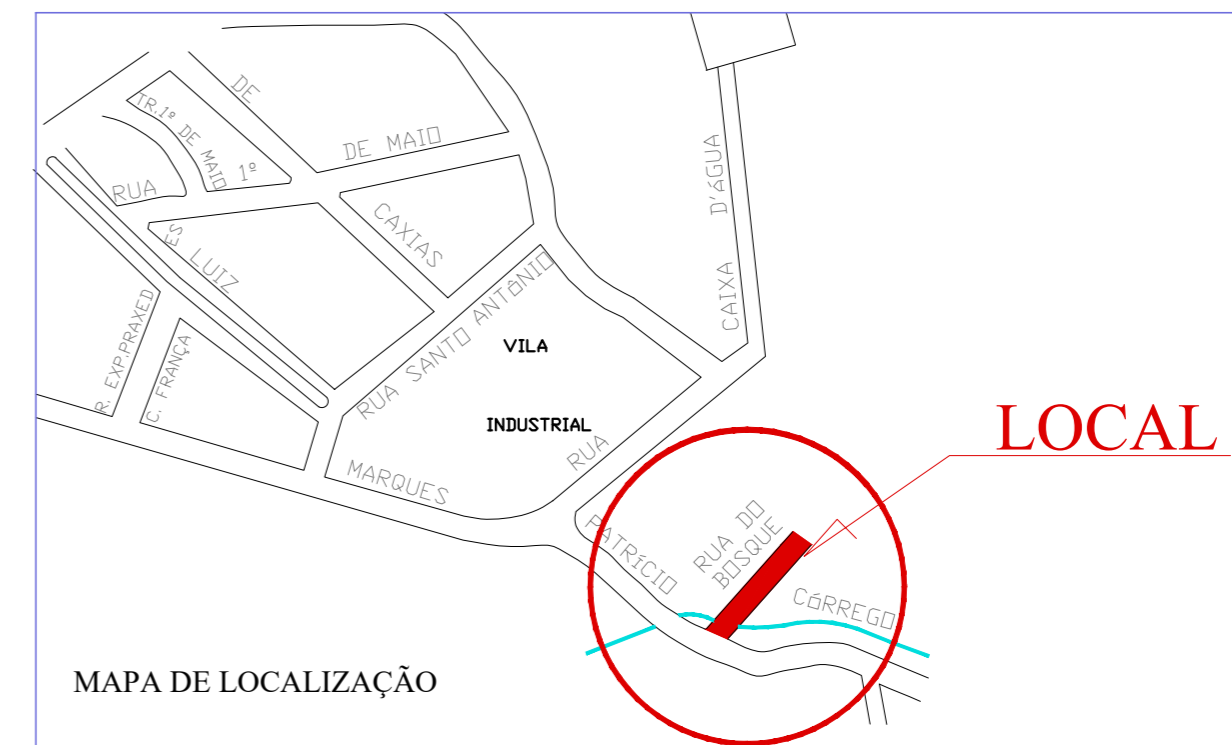 DE
TR.1º DE MAIO
DE MAIO
1º
RUA
D'áGUA
CAIXA
CAXIAS
ES
LUIZ
RUA SANTO ANTôNIO
VILA
R. EXP.PRAXED
C. FRANÇA
INDUSTRIAL
LOCAL
RUA
MARQUES
PATRíCIO
RUA DO
BOSQUE
CóRREGO
MAPA DE LOCALIZAÇÃO